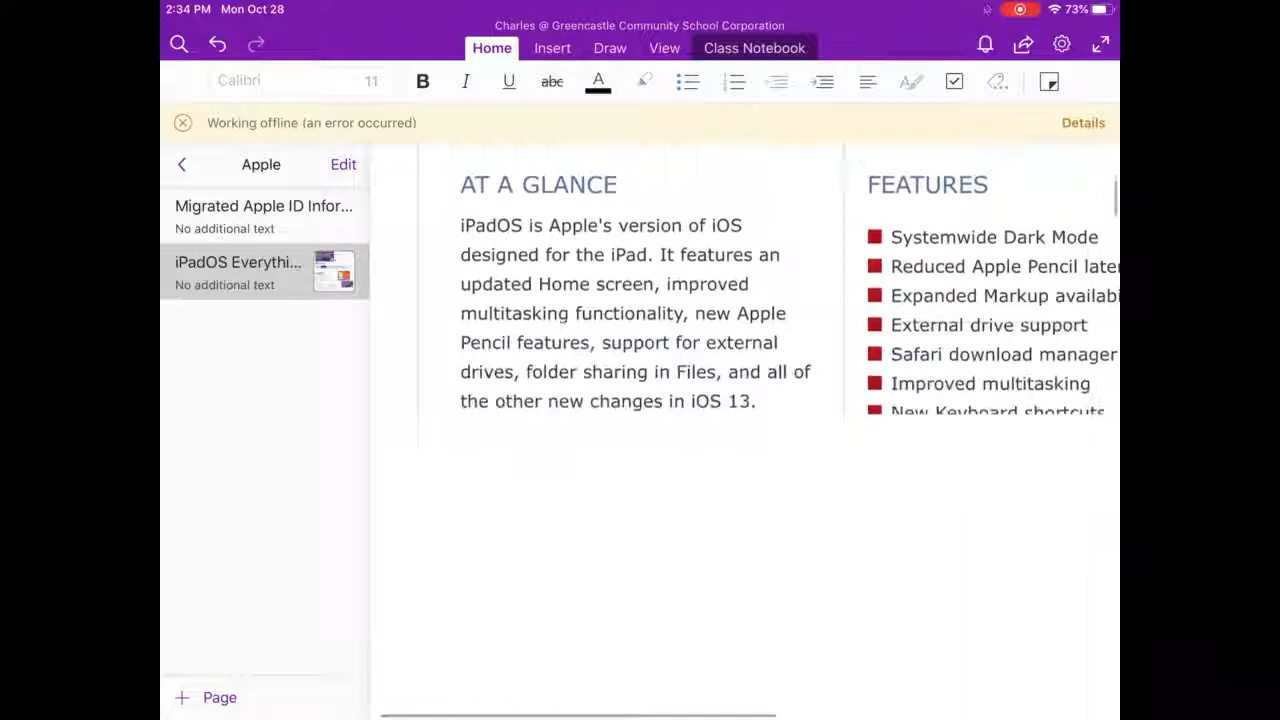 2:34 PM Mon Oct 28
73%
Charles @ Greencastle Community School Corporation
Home Insert Draw View Class Notebook
Calibri 11 B I U abc A
Working offline (an error occurred) Details
Apple Edit
Migrated Apple ID Infor...
No additional text
iPadOS Everythi...
No additional text
+ Page
AT A GLANCE
iPadOS is Apple's version of iOS
designed for the iPad. It features an
updated Home screen, improved
multitasking functionality, new Apple
Pencil features, support for external
drives, folder sharing in Files, and all of
the other new changes in iOS 13.
FEATURES
Systemwide Dark Mode
Reduced Apple Pencil later
Expanded Markup availabi
External drive support
Safari download manager
Improved multitasking
New Keyboard shortcuts